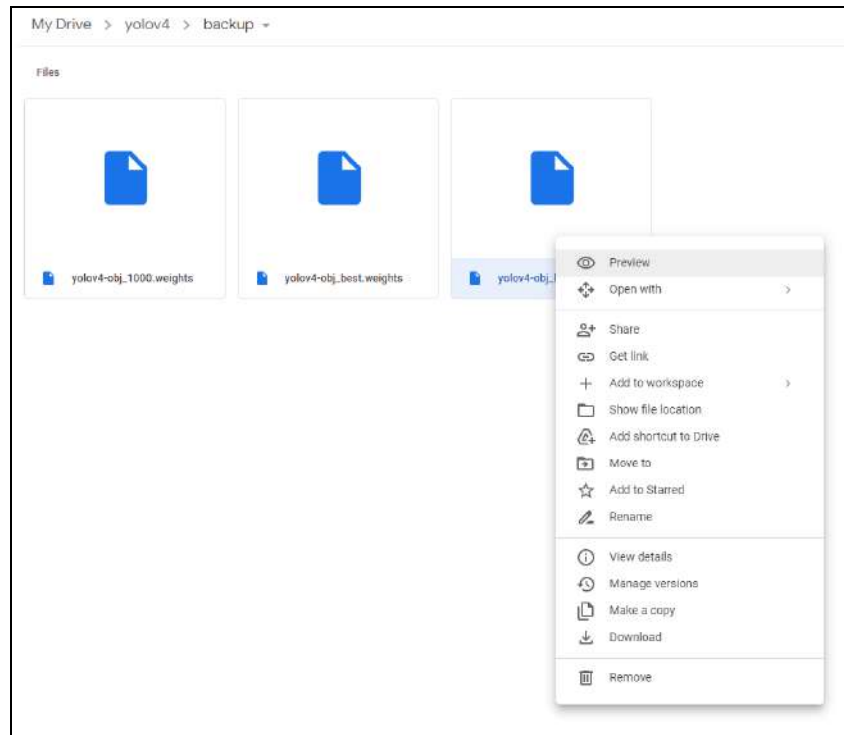 My Drive > yolov4 > backup
Files
yolov4-obj_1000.weights
yolov4-obj_best.weights
yolov4-obj_
Preview
Open with
Share
Get link
Add to workspace
Show file location
Add shortcut to Drive
Move to
Add to Starred
Rename
View details
Manage versions
Make a copy
Download
Remove